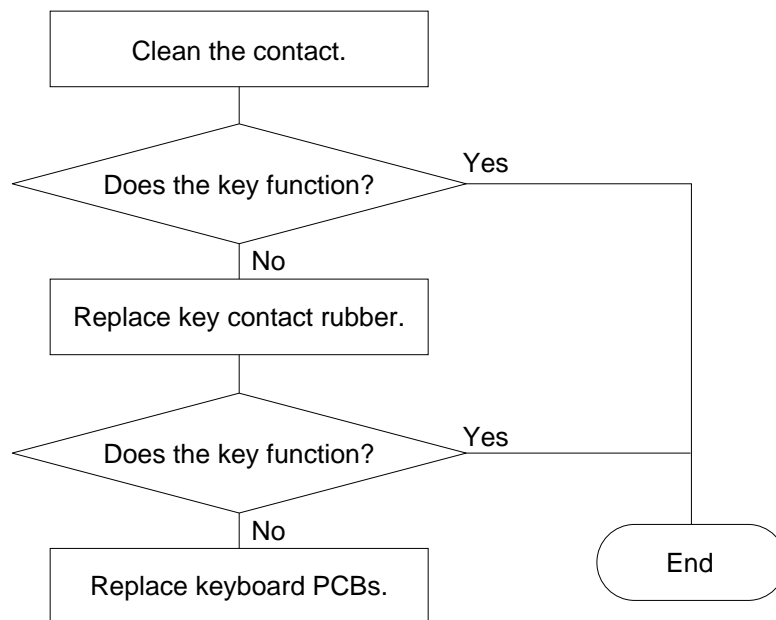 Clean the contact.
Yes
Does the key function?
No
Replace key contact rubber.
Yes
Does the key function?
No
End
Replace keyboard PCBs.